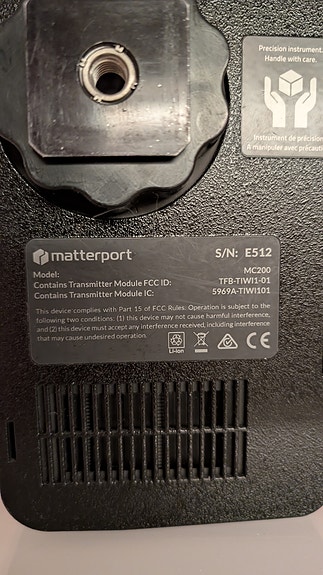 Precision instrument.
Handle with care.
Instrument de précision
À manipuler avec précaut
matterport S/N: E512
Model: MC200
Contains Transmitter Module FCC ID: TFB-TIWI1-01
Contains Transmitter Module IC: 5969A-TIWI101
This device complies with Part 15 of FCC Rules. Operation is subject to the
following two conditions: (1) this device may not cause harmful interference,
and (2) this device must accept any interference received, including interference
that may cause undesired operation.
Li-ion
CE